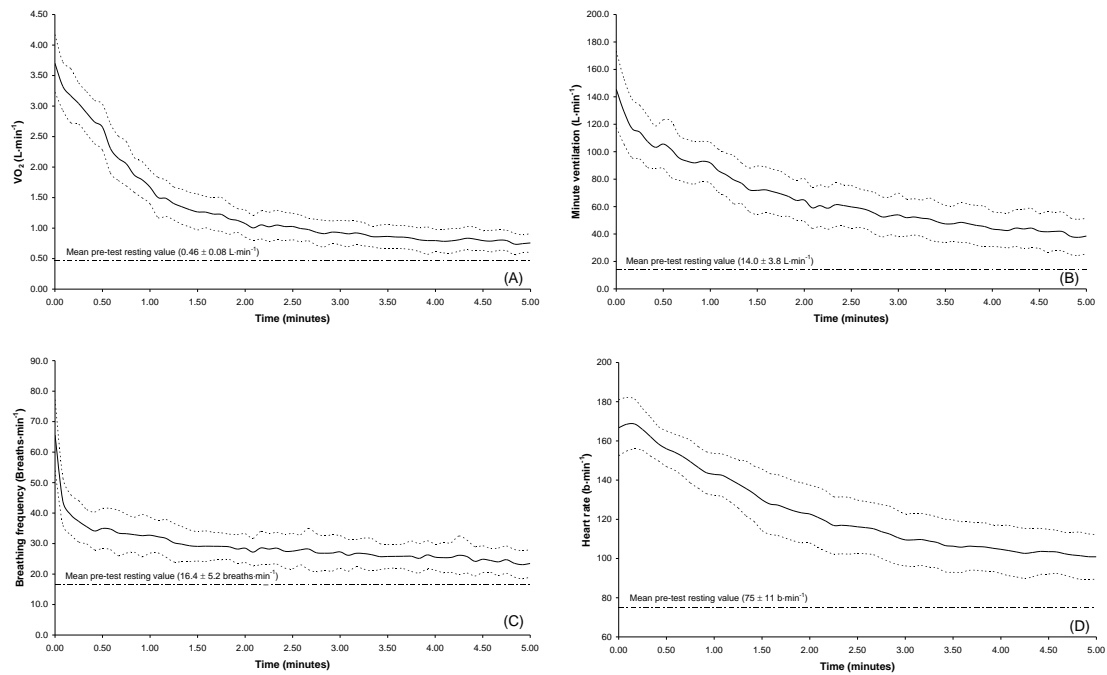 4.50
4.00
3.50
3.00
2.50
2.00
1.50
1.00
0.50
0.00
VO₂ (L·min⁻¹)
Mean pre-test resting value (0.46 ± 0.08 L·min⁻¹)
(A)
0.00 0.50 1.00 1.50 2.00 2.50 3.00 3.50 4.00 4.50 5.00
Time (minutes)
200.0
180.0
160.0
140.0
120.0
100.0
80.0
60.0
40.0
20.0
0.0
Minute ventilation (L·min⁻¹)
Mean pre-test resting value (14.0 ± 3.8 L·min⁻¹)
(B)
0.00 0.50 1.00 1.50 2.00 2.50 3.00 3.50 4.00 4.50 5.00
Time (minutes)
90.0
80.0
70.0
60.0
50.0
40.0
30.0
20.0
10.0
0.0
Breathing frequency (Breaths·min⁻¹)
Mean pre-test resting value (16.4 ± 5.2 breaths·min⁻¹)
(C)
0.00 0.50 1.00 1.50 2.00 2.50 3.00 3.50 4.00 4.50 5.00
Time (minutes)
200
180
160
140
120
100
80
60
Heart rate (b·min⁻¹)
Mean pre-test resting value (75 ± 11 b·min⁻¹)
(D)
0.00 0.50 1.00 1.50 2.00 2.50 3.00 3.50 4.00 4.50 5.00
Time (minutes)